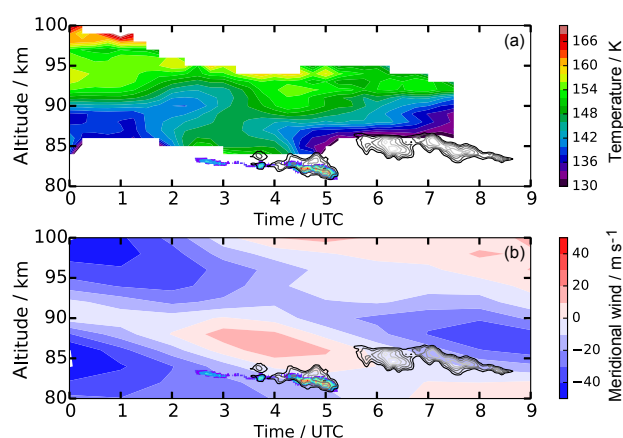 100
95
90
85
80
Altitude / km
(a)
0 1 2 3 4 5 6 7 8 9
Time / UTC
166
160
154
148
142
136
130
Temperature / K
100
95
90
85
80
Altitude / km
(b)
0 1 2 3 4 5 6 7 8 9
Time / UTC
40
20
0
−20
−40
Meridional wind / m s-1